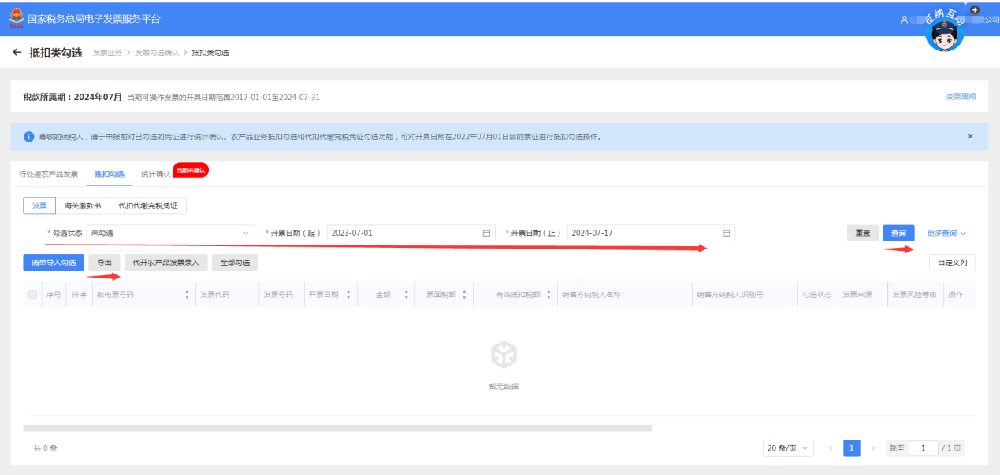 国家税务总局电子发票服务平台
公司
征纳互动
抵扣类勾选 发票业务 > 发票勾选确认 > 抵扣类勾选
税款所属期：2024年07月 当期可操作发票的开具日期范围2017-01-01至2024-07-31 变更属期
尊敬的纳税人，请于申报前对已勾选的凭证进行统计确认。农产品业务抵扣勾选和代扣代缴完税凭证勾选功能，可对开具日期在2022年07月01日后的票证进行抵扣勾选操作。
待处理农产品发票 抵扣勾选 统计确认 当期未确认
发票 海关缴款书 代扣代缴完税凭证
* 勾选状态 未勾选 * 开票日期（起） 2023-07-01 * 开票日期（止） 2024-07-17 重置 查询 更多查询
清单导入勾选 导出 代开农产品发票录入 全部勾选 自定义列
序号 排序 数电票号码 发票代码 发票号码 开票日期 金额 票面税额 有效抵扣税额 销售方纳税人名称 销售方纳税人识别号 勾选状态 发票来源 发票风险等级 操作
暂无数据
共 0 条 20 条/页 < 1 > 跳至 1 / 1 页